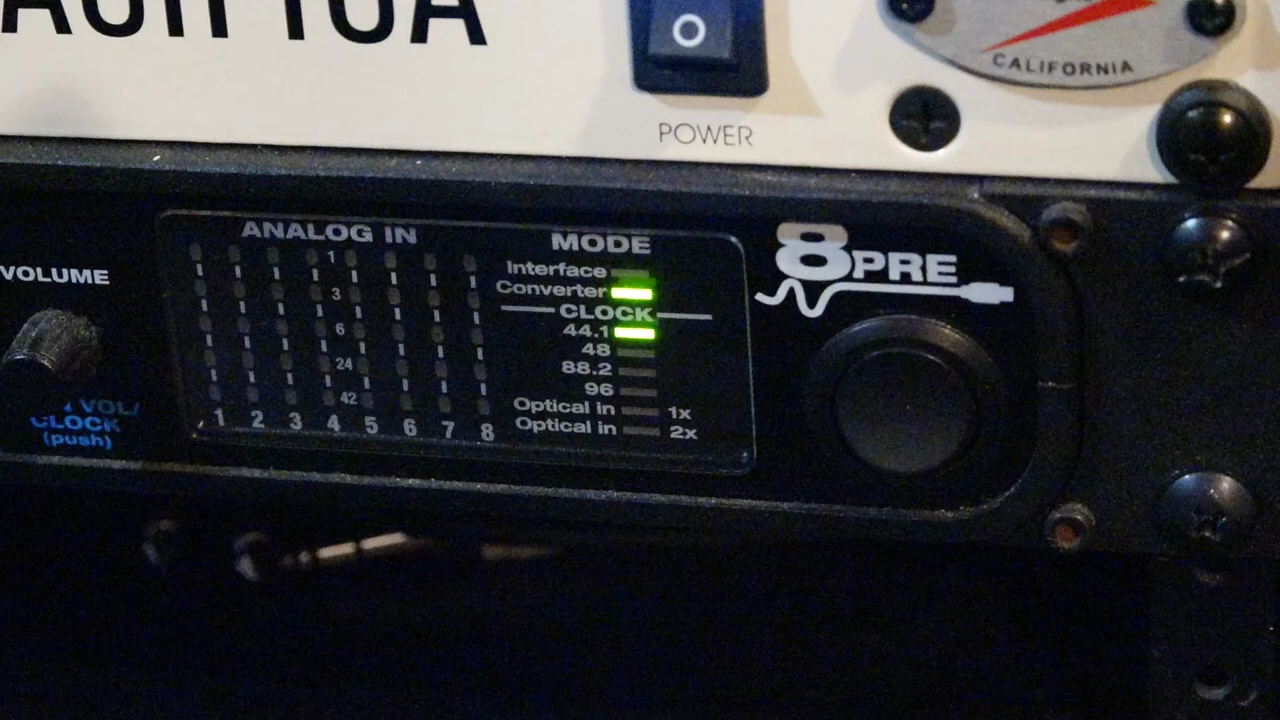 POWER
CALIFORNIA
VOLUME
VOL/
CLOCK
(push)
ANALOG IN
1
3
6
24
42
1 2 3 4 5 6 7 8
MODE
Interface
Converter
CLOCK
44.1
48
88.2
96
Optical in 1x
Optical in 2x
8PRE